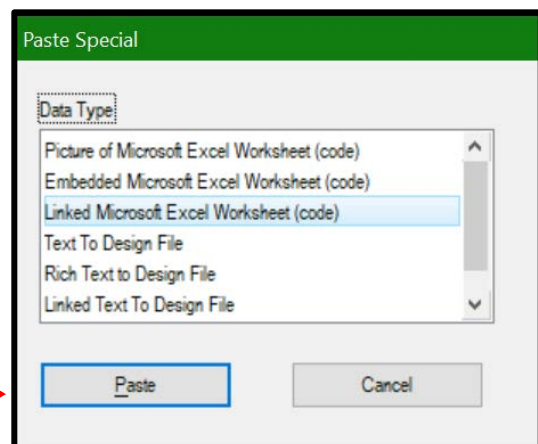 Paste Special
Data Type
Picture of Microsoft Excel Worksheet (code)
Embedded Microsoft Excel Worksheet (code)
Linked Microsoft Excel Worksheet (code)
Text To Design File
Rich Text to Design File
Linked Text To Design File
Paste Cancel